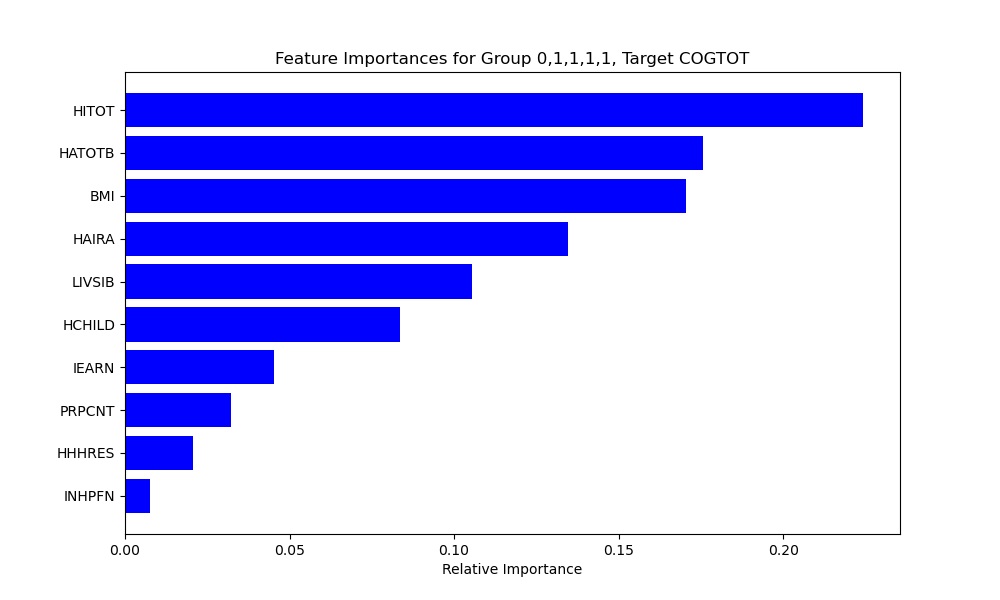 Feature Importances for Group 0,1,1,1,1, Target COGTOT
HITOT
HATOTB
BMI
HAIRA
LIVSIB
HCHILD
IEARN
PRPCNT
HHHRES
INHPFN
0.00 0.05 0.10 0.15 0.20
Relative Importance